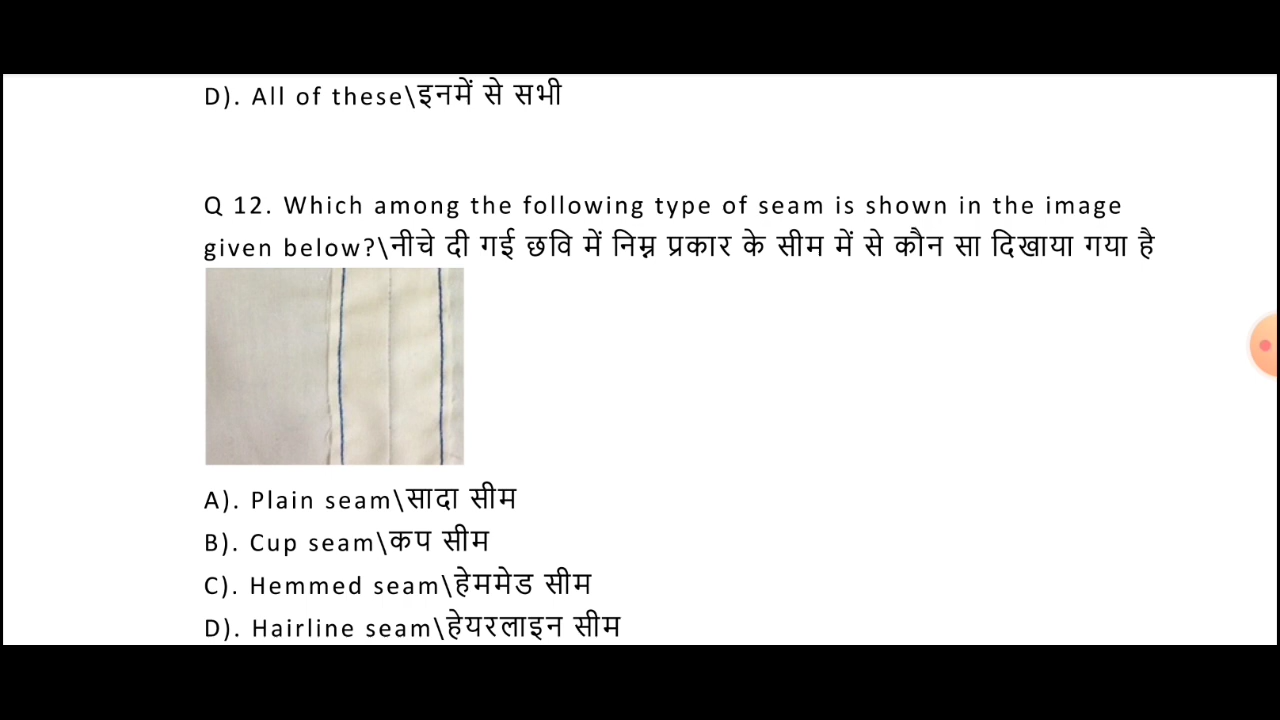 D). All of these\इनमें से सभी
Q 12. Which among the following type of seam is shown in the image
given below?\नीचे दी गई छवि में निम्न प्रकार के सीम में से कौन सा दिखाया गया है
A). Plain seam\सादा सीम
B). Cup seam\कप सीम
C). Hemmed seam\हेममेड सीम
D). Hairline seam\हेयरलाइन सीम